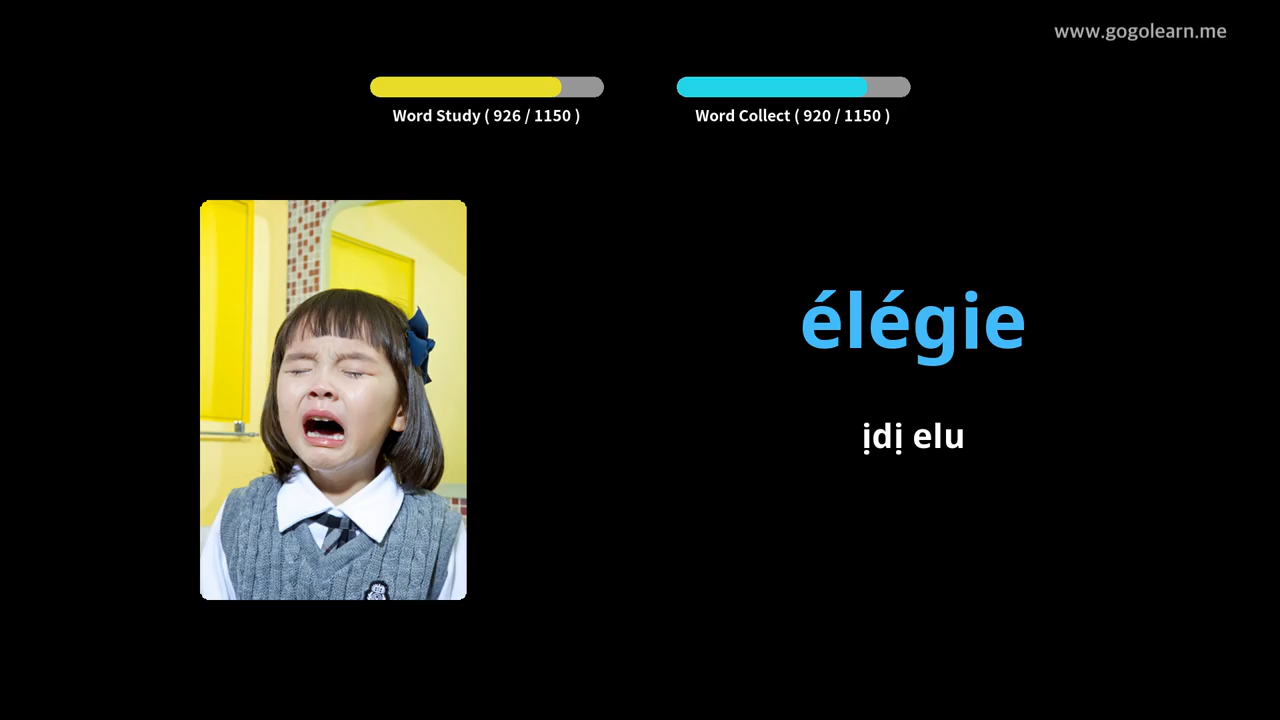 www.gogolearn.me
Word Study ( 926 / 1150 )
Word Collect ( 920 / 1150 )
élégie
ịdị elu